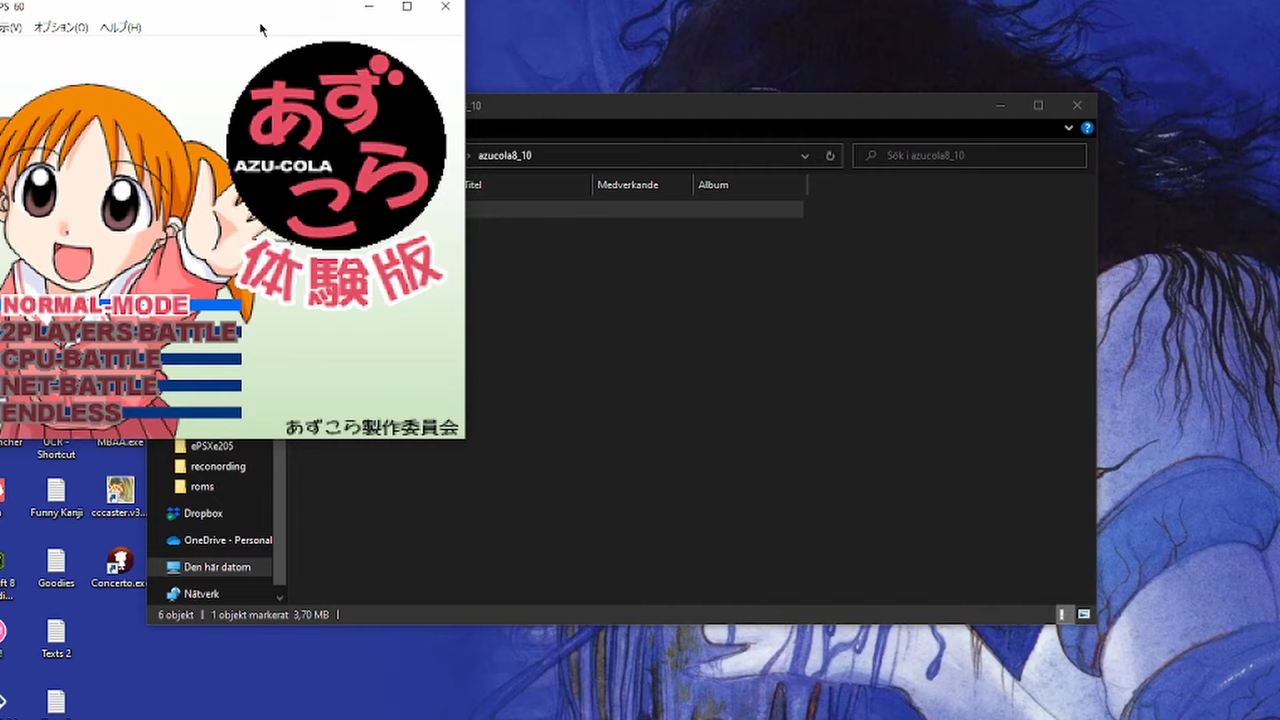 PS 60
示(V) オプション(O) ヘルプ(H)
あず
AZU-COLA
こら
体験版
NORMAL-MODE
2PLAYERS-BATTLE
CPU-BATTLE
NET-BATTLE
ENDLESS
あずこら製作委員会
_10
azucola8_10
Sök i azucola8_10
Titel
Medverkande
Album
ePSXe205
reconording
roms
Dropbox
OneDrive - Personal
Den här datorn
Nätverk
6 objekt
1 objekt markerat 3,70 MB
ncher
OCR -
Shortcut
MBAA.exe
Funny Kanji
cccaster.v3...
ft 8
di...
Goodies
Concerto.exe
Texts 2